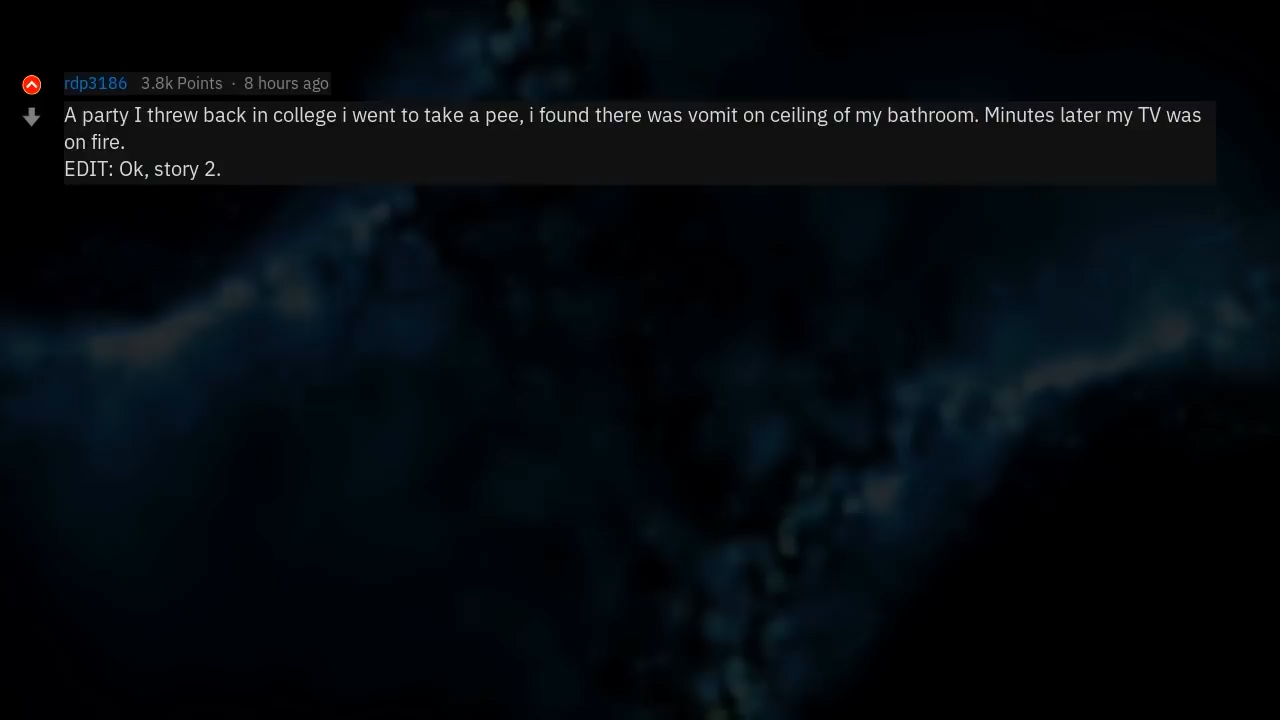 rdp3186 3.8k Points · 8 hours ago
A party I threw back in college i went to take a pee, i found there was vomit on ceiling of my bathroom. Minutes later my TV was
on fire.
EDIT: Ok, story 2.